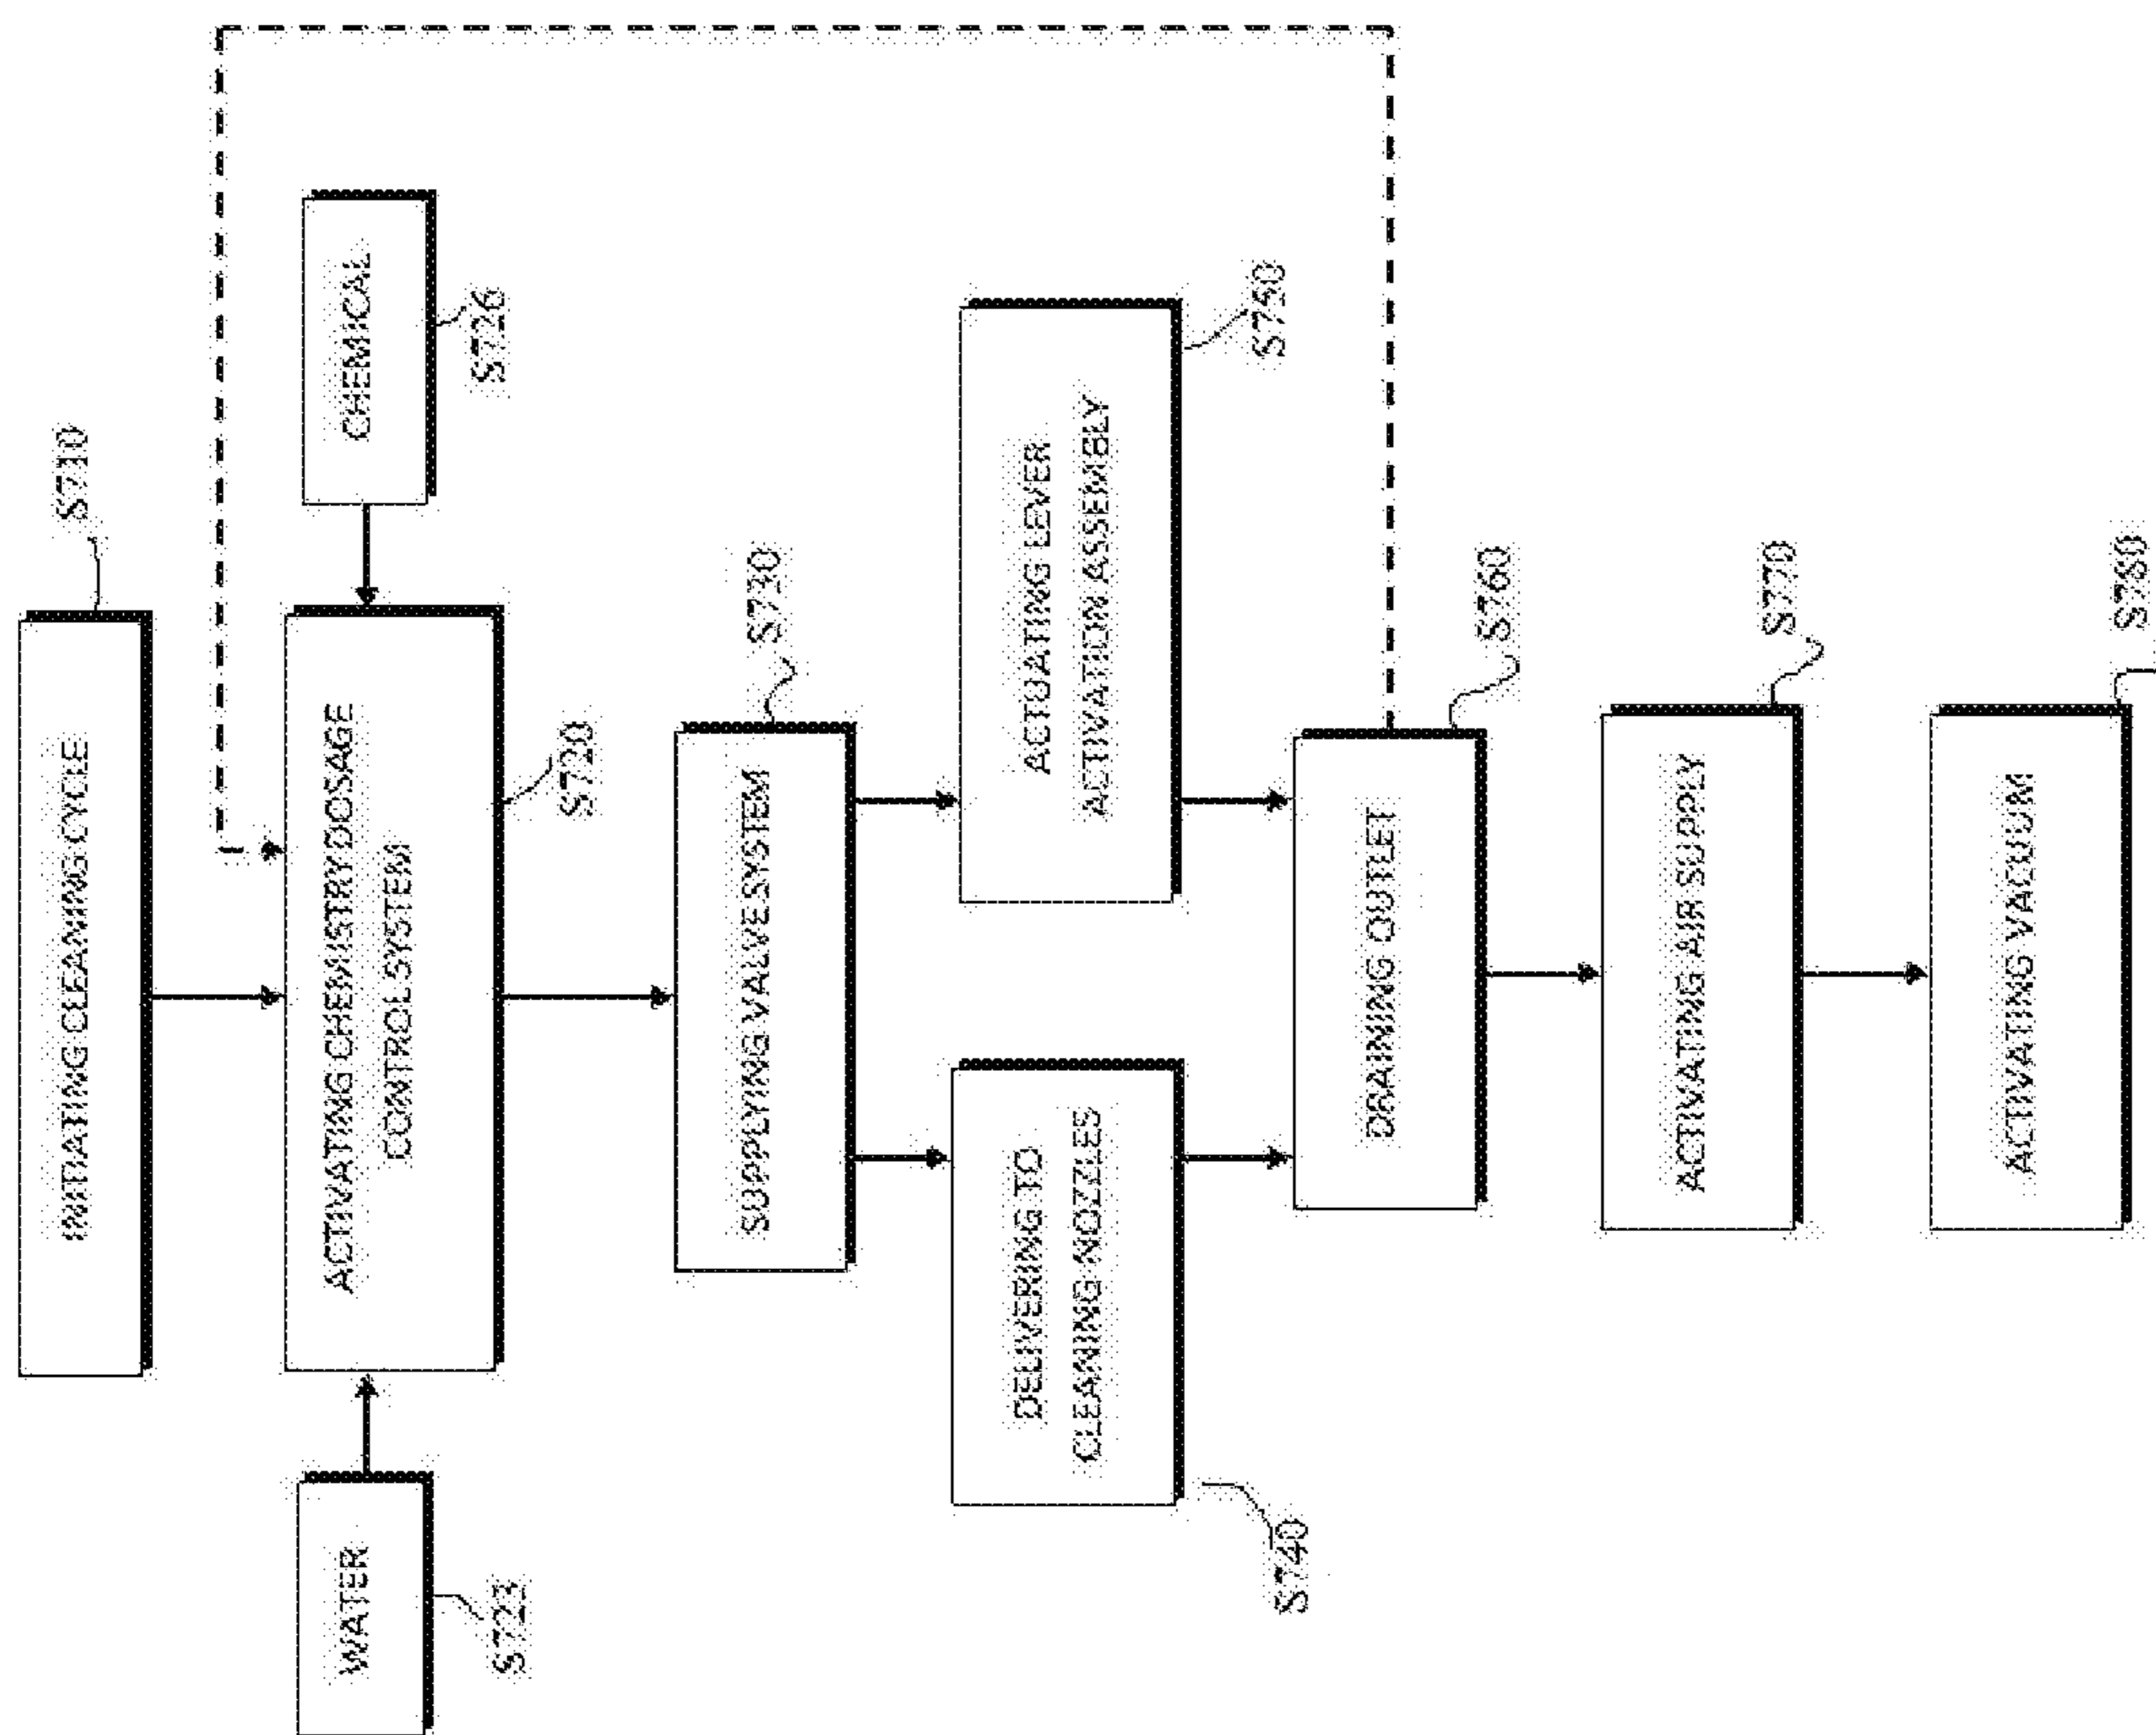 INITIATING CLEANING CYCLE
S710
WATER
S723
ACTIVATING CHEMISTRY DOSAGE
CONTROL SYSTEM
S720
CHEMICAL
S726
SUPPLYING VALVE SYSTEM
S730
DELIVERING TO
CLEANING NOZZLES
S740
ACTUATING LEVER
ACTIVATION ASSEMBLY
S750
DRAINING OUTLET
S760
ACTIVATING AIR SUPPLY
S770
ACTIVATING VACUUM
S780